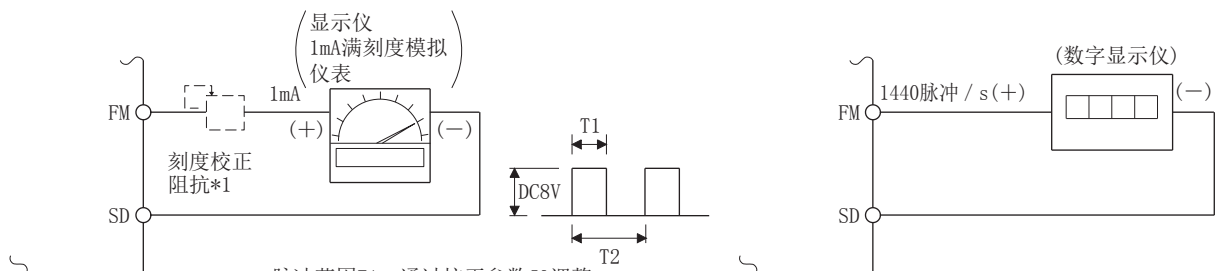 显示仪
1mA满刻度模拟
仪表
FM
1mA
(+)
(−)
刻度校正
阻抗*1
SD
T1
DC8V
T2
(数字显示仪)
FM
1440脉冲/s(+)
(−)
SD